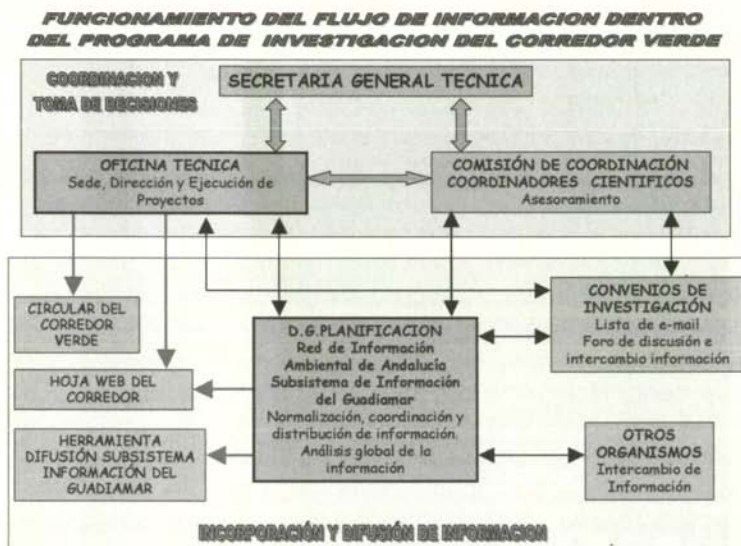 FUNCIONAMIENTO DEL FLUJO DE INFORMACION DENTRO
DEL PROGRAMA DE INVESTIGACION DEL CORREDOR VERDE
COORDINACION Y
TOMA DE DECISIONES
SECRETARIA GENERAL TECNICA
OFICINA TECNICA
Sede, Dirección y Ejecución de
Proyectos
COMISIÓN DE COORDINACIÓN
COORDINADORES CIENTIFICOS
Asesoramiento
CIRCULAR DEL
CORREDOR
VERDE
HOJA WEB DEL
CORREDOR
HERRAMIENTA
DIFUSIÓN SUBSISTEMA
INFORMACIÓN DEL
GUADIAMAR
D.G.PLANIFICACION
Red de Información
Ambiental de Andalucía
Subsistema de Información
del Guadiamar
Normalización, coordinación y
distribución de información.
Análisis global de la
información
CONVENIOS DE
INVESTIGACIÓN
Lista de e-mail
Foro de discusión e
intercambio información
OTROS
ORGANISMOS
Intercambio de
Información
INCORPORACIÓN Y DIFUSIÓN DE INFORMACION